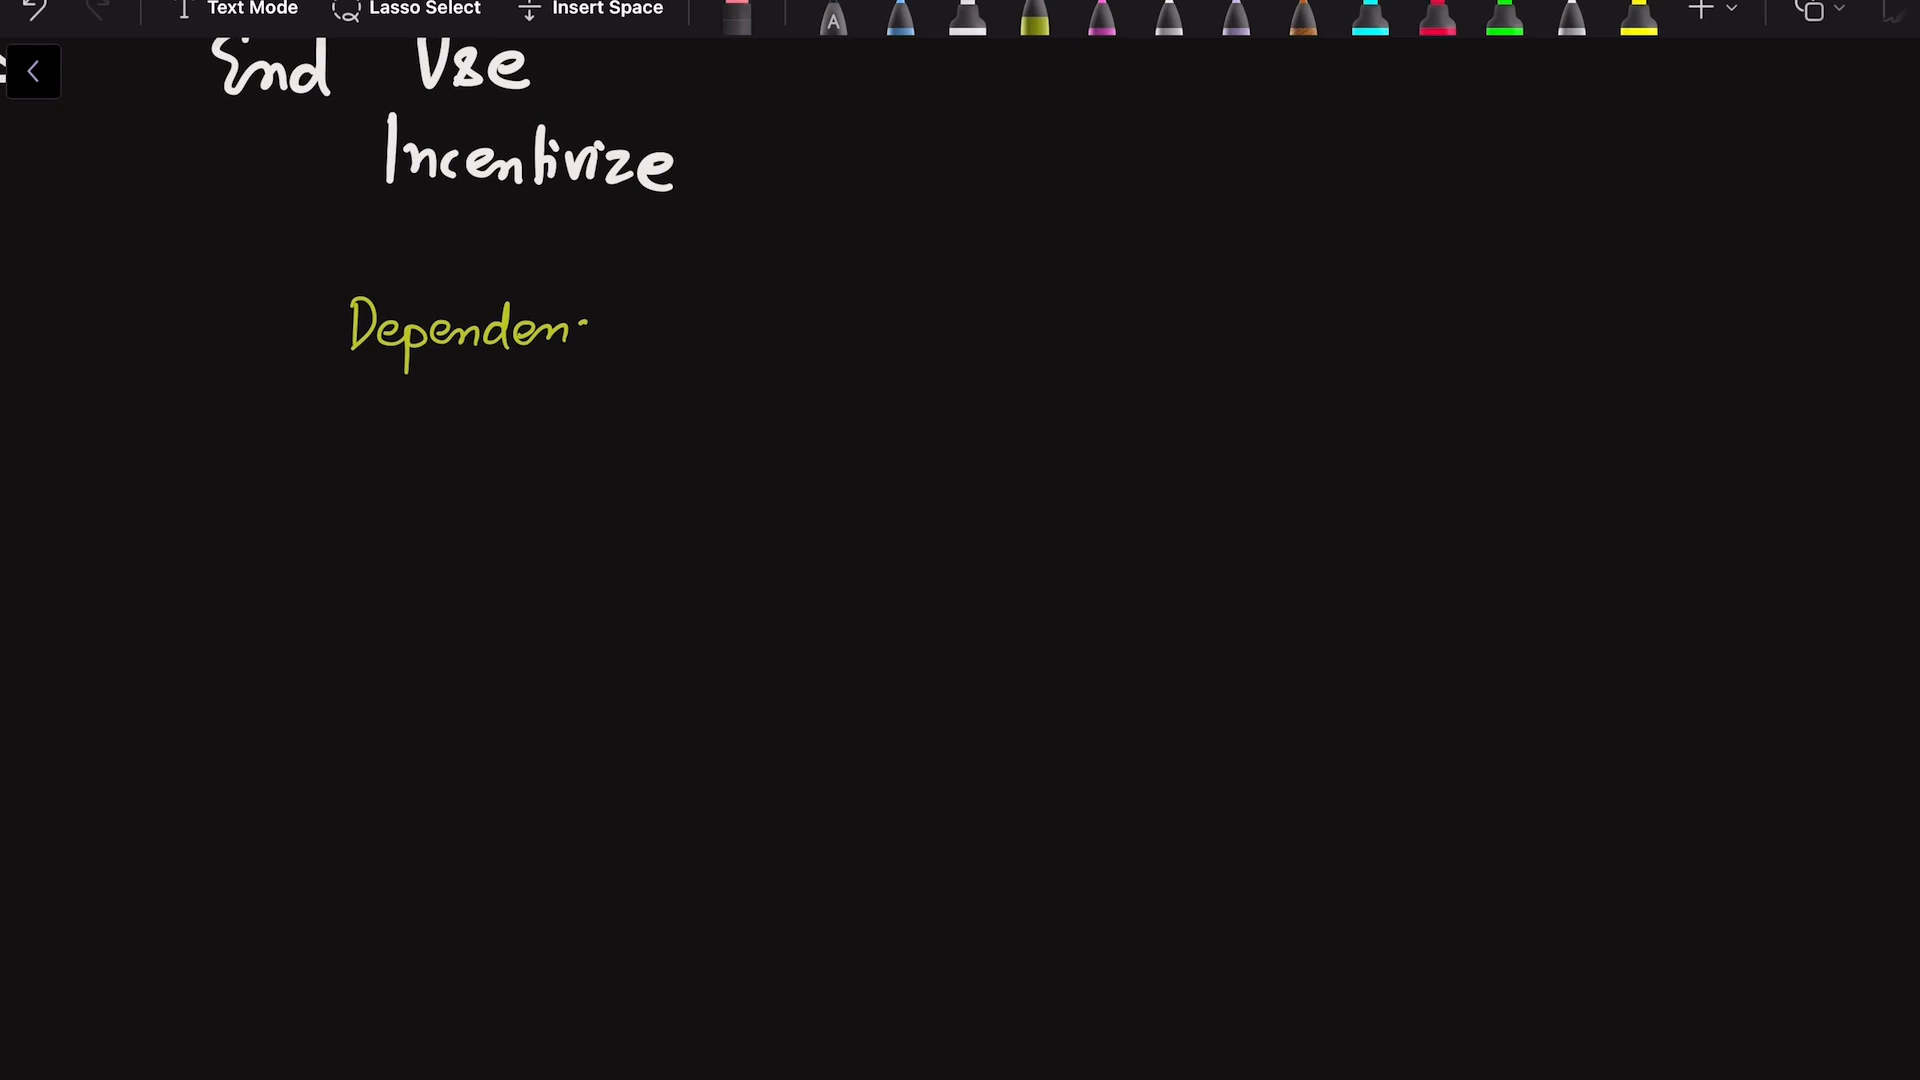 Text Mode Lasso Select Insert Space
A
End Use
Incentivize
Dependen